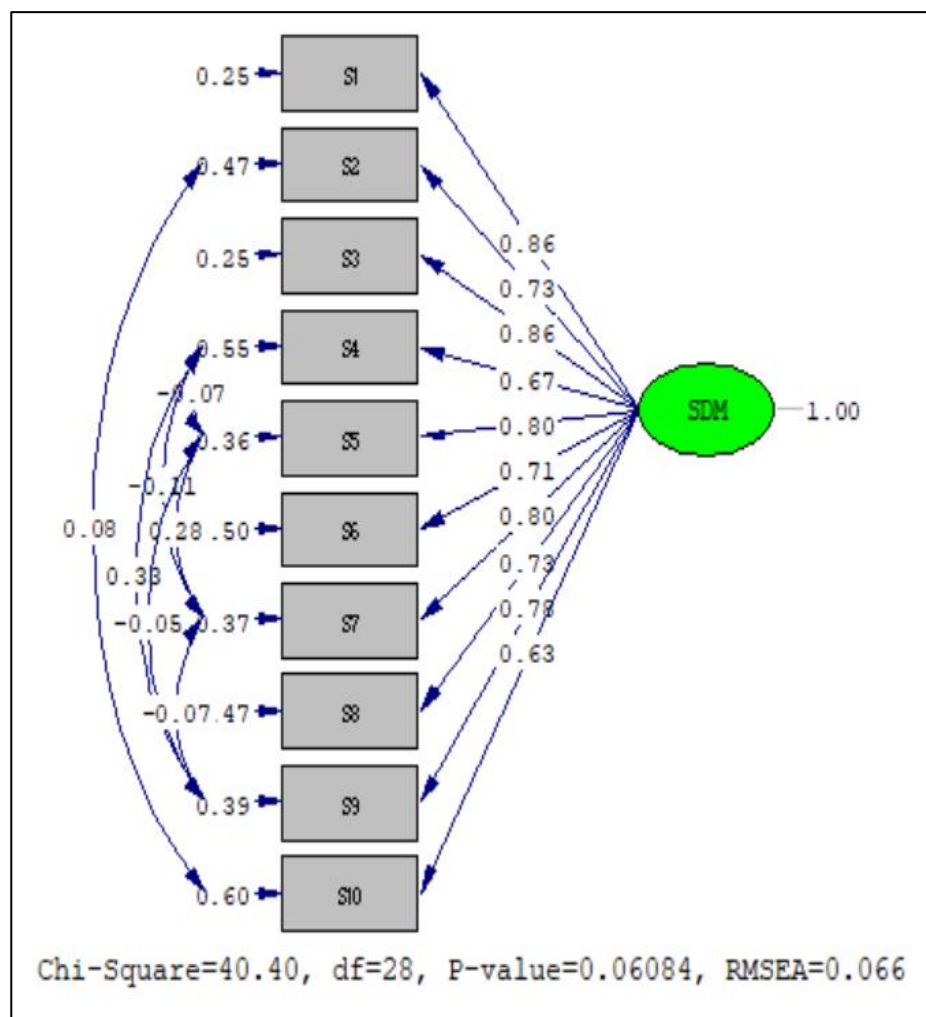 0.25 S1
0.47 S2
0.86
0.25 S3
0.73
0.86
0.55 S4
0.67
-0.07
0.36 S5
0.80
0.71
-0.11
0.08 0.28 .50 S6
0.80
0.73
0.33
0.78
-0.05 0.37 S7
0.63
-0.07 .47 S8
0.39 S9
0.60 S10
SDM 1.00
Chi-Square=40.40, df=28, P-value=0.06084, RMSEA=0.066